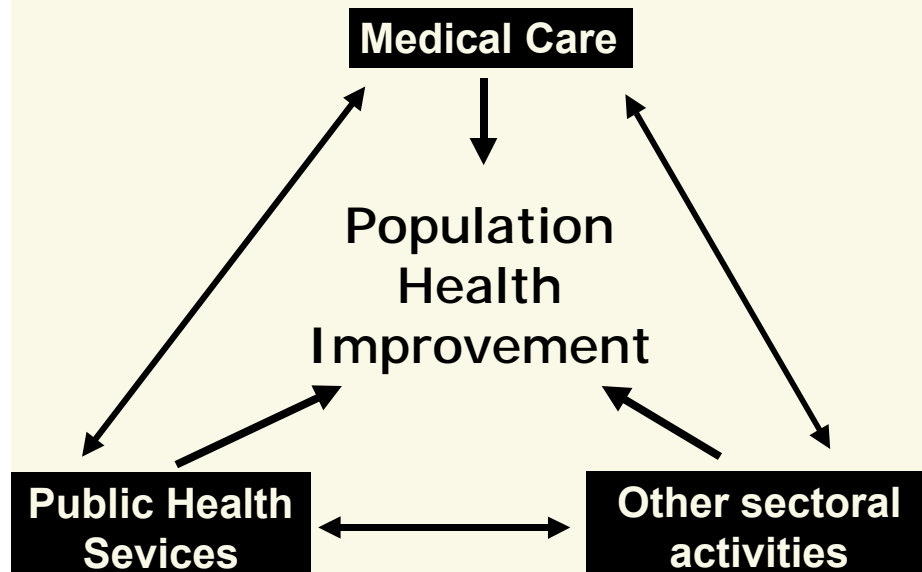 Medical Care
Population
Health
Improvement
Public Health
Sevices
Other sectoral
activities